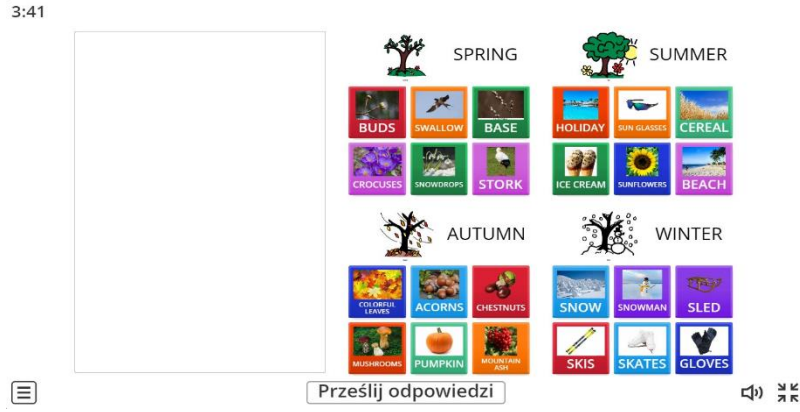 3:41
SPRING
BUDS
SWALLOW
BASE
CROCUSES
SNOWDROPS
STORK
SUMMER
HOLIDAY
SUN GLASSES
CEREAL
ICE CREAM
SUNFLOWERS
BEACH
AUTUMN
COLORFUL
LEAVES
ACORNS
CHESTNUTS
MUSHROOMS
PUMPKIN
MOUNTAIN
ASH
WINTER
SNOW
SNOWMAN
SLED
SKIS
SKATES
GLOVES
Prześlij odpowiedzi